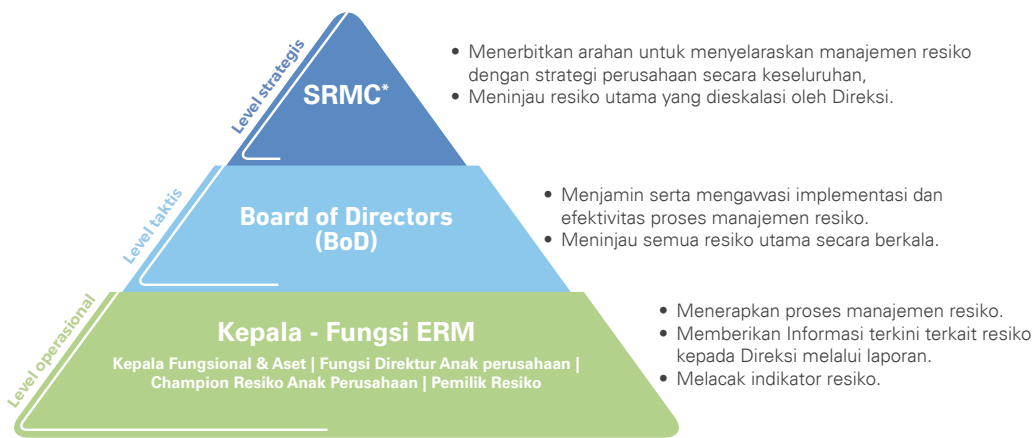 Level strategis
SRMC*
• Menerbitkan arahan untuk menyelaraskan manajemen resiko
dengan strategi perusahaan secara keseluruhan,
• Meninjau resiko utama yang dieskalasi oleh Direksi.
Level taktis
Board of Directors
(BoD)
• Menjamin serta mengawasi implementasi dan
efektivitas proses manajemen resiko.
• Meninjau semua resiko utama secara berkala.
Level operasional
Kepala - Fungsi ERM
Kepala Fungsional & Aset | Fungsi Direktur Anak perusahaan |
Champion Resiko Anak Perusahaan | Pemilik Resiko
• Menerapkan proses manajemen resiko.
• Memberikan Informasi terkini terkait resiko
kepada Direksi melalui laporan.
• Melacak indikator resiko.